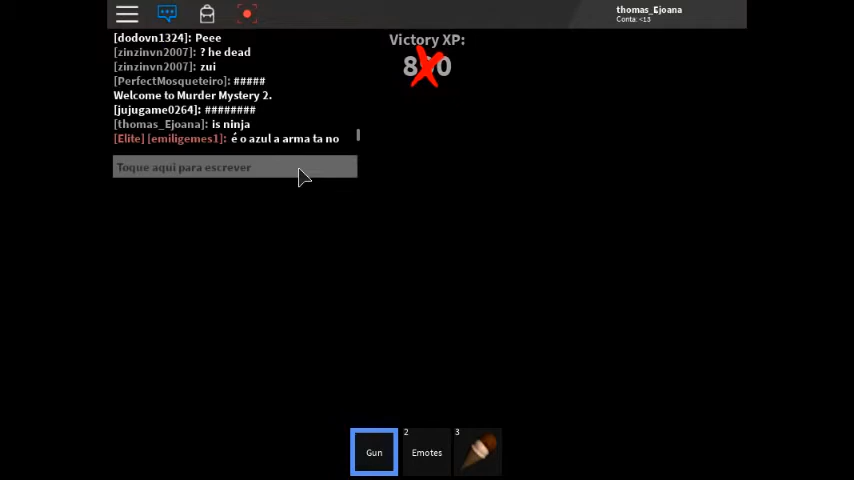 thomas_Ejoana
Conta: <13
[dodovn1324]: Peee
[zinzinvn2007]: ? he dead
[zinzinvn2007]: zui
[PerfectMosqueteiro]: #####
Welcome to Murder Mystery 2.
[jujugame0264]: ########
[thomas_Ejoana]: is ninja
[Elite] [emiligemes1]: é o azul a arma ta no
Toque aqui para escrever
Victory XP:
Gun
2
Emotes
3